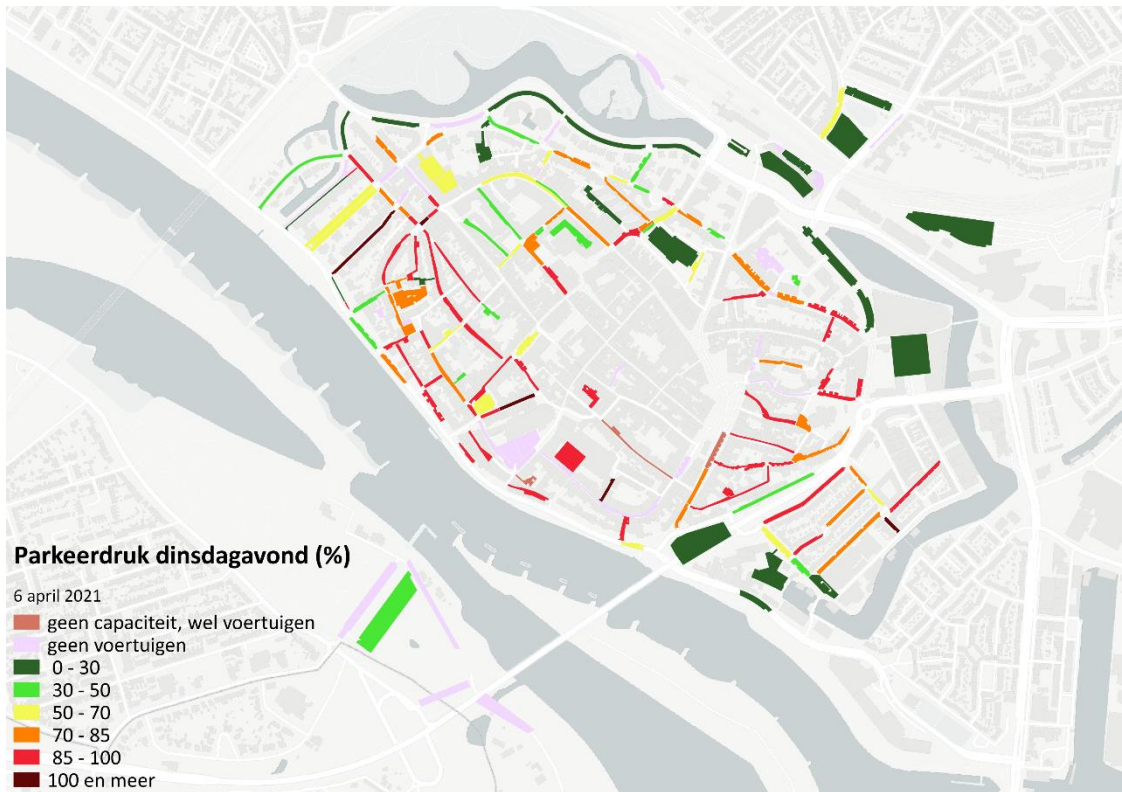 Parkeerdruk dinsdagavond (%)
6 april 2021
geen capaciteit, wel voertuigen
geen voertuigen
0 - 30
30 - 50
50 - 70
70 - 85
85 - 100
100 en meer